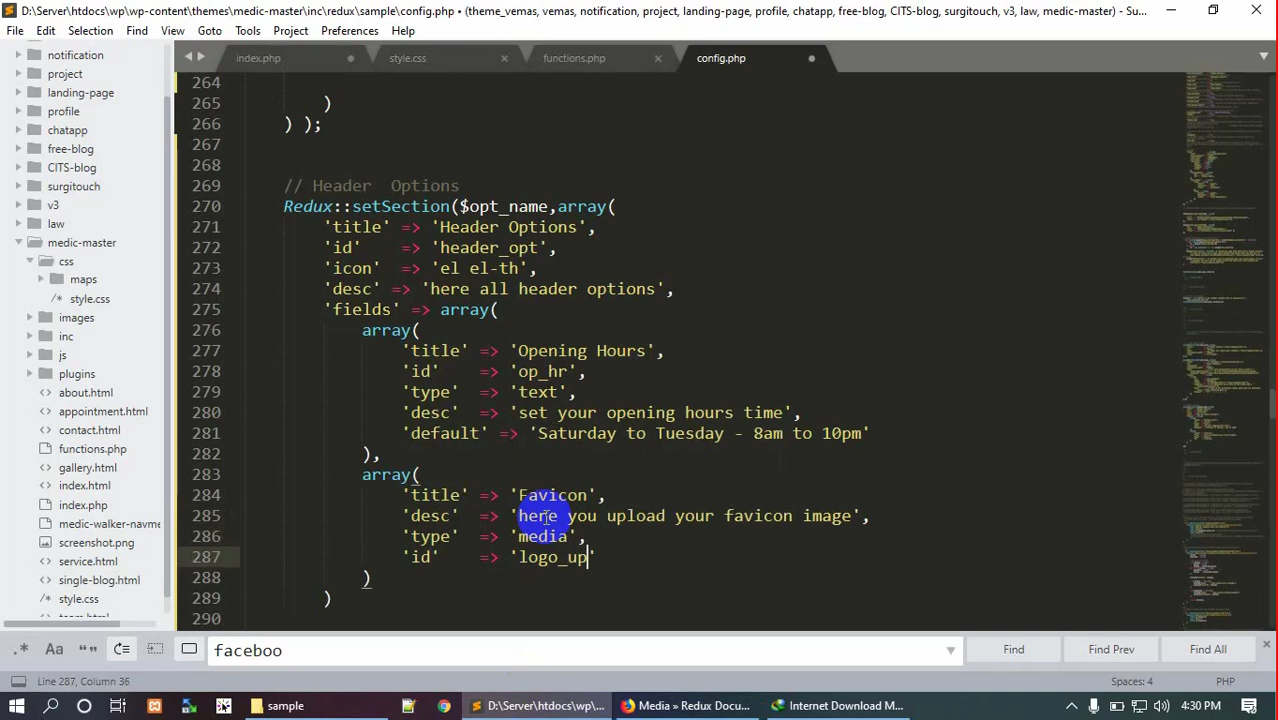 D:\Server\htdocs\wp\wp-content\themes\medic-master\inc\redux\sample\config.php • (theme_vemas, vemas, notification, project, landing-page, profile, chatapp, free-blog, CITS-blog, surgitouch, v3, law, medic-master) - Su...
File Edit Selection Find View Goto Tools Project Preferences Help
index.php style.css functions.php config.php
notification
project
landing-page
profile
chatapp
free-blog
CITS-blog
surgitouch
v3
law
medic-master
css
maps
style.css
images
inc
js
plugins
about.html
appointment.html
contact.html
functions.php
gallery.html
index.html
index.php
medic-walker-navme
screenshot.png
service.html
single-blog.html
style.css
team.html
264
265 )
266 ) );
267
268
269 // Header  Options
270 Redux::setSection($opt_name,array(
271 'title' => 'Header Options',
272 'id' => 'header_opt',
273 'icon' => 'el el-th',
274 'desc' => 'here all header options',
275 'fields' => array(
276 array(
277 'title' => 'Opening Hours',
278 'id' => 'op_hr',
279 'type' => 'text',
280 'desc' => 'set your opening hours time',
281 'default' => 'Saturday to Tuesday - 8am to 10pm'
282 ),
283 array(
284 'title' => 'Favicon',
285 'desc' => 'here you upload your favicon image',
286 'type' => 'media',
287 'id' => 'logo_up'
288 )
289 )
290
.* Aa “” faceboo Find Find Prev Find All
Line 287, Column 36 Spaces: 4 PHP
sample D:\Server\htdocs\wp\... Media » Redux Docu... Internet Download M... 4:30 PM